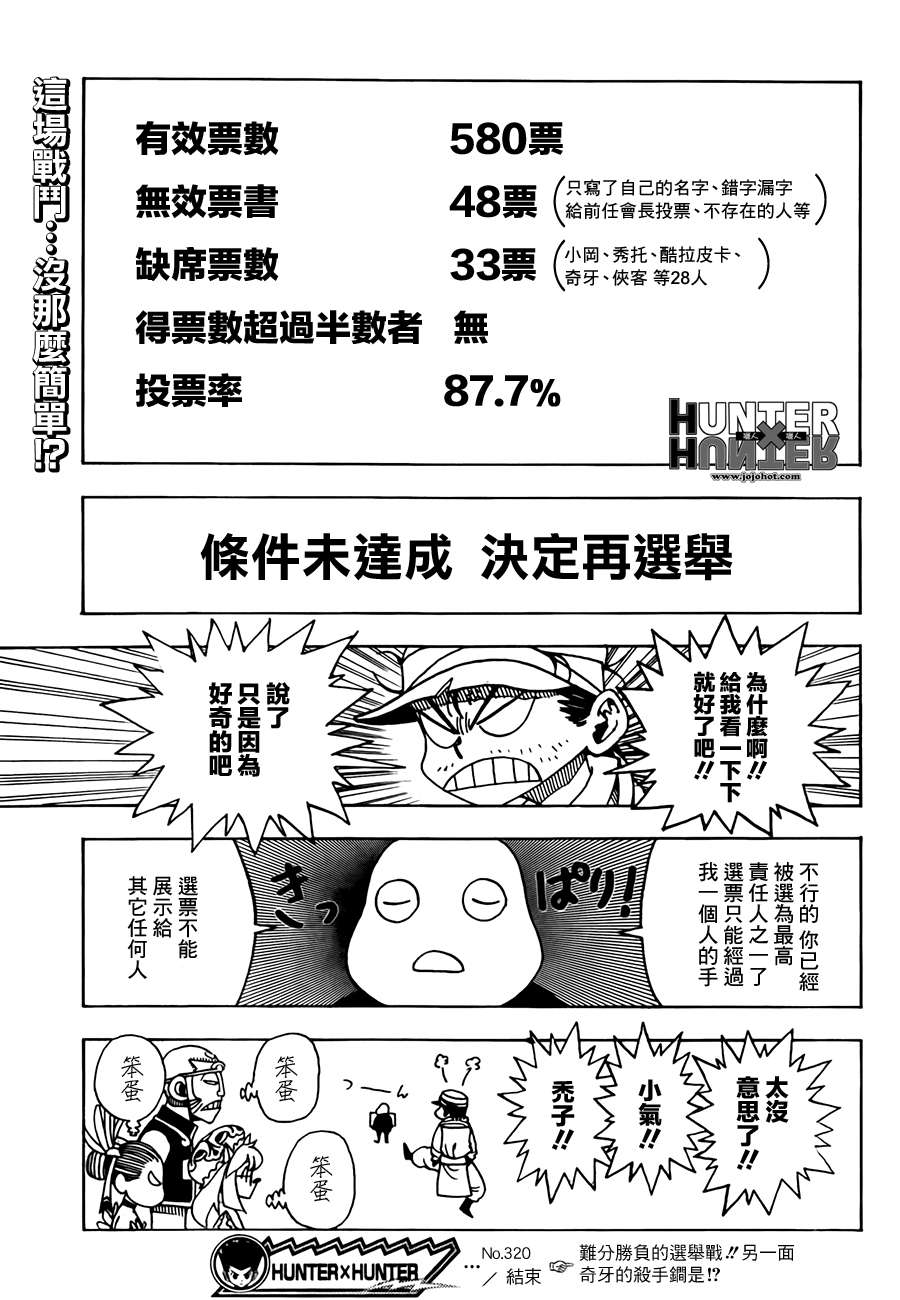 這場戰鬥…沒那麼簡單!?
有效票數 580票
無效票書 48票 (只寫了自己的名字、錯字漏字
給前任會長投票、不存在的人等)
缺席票數 33票 (小岡、秀托、酷拉皮卡、
奇牙、俠客 等28人)
得票數超過半數者 無
投票率 87.7%
HUNTER×HUNTER
獵人 獵人
www.jojohot.com
條件未達成 決定再選舉
為什麼啊!!
給我看一下下
就好了吧!!
說了
只是因為
好奇的吧
不行的 你已經
被選為最高
責任人之一了
選票只能經過
我一個人的手
きっ
ぱり!
選票不能
展示給
其它任何人
太沒
意思了!!
小氣!!
禿子!!
つーん
笨蛋
笨蛋
笨蛋
HUNTER×HUNTER
…
No.320
/ 結束
☞ 難分勝負的選舉戰!!另一面
奇牙的殺手鐧是!?